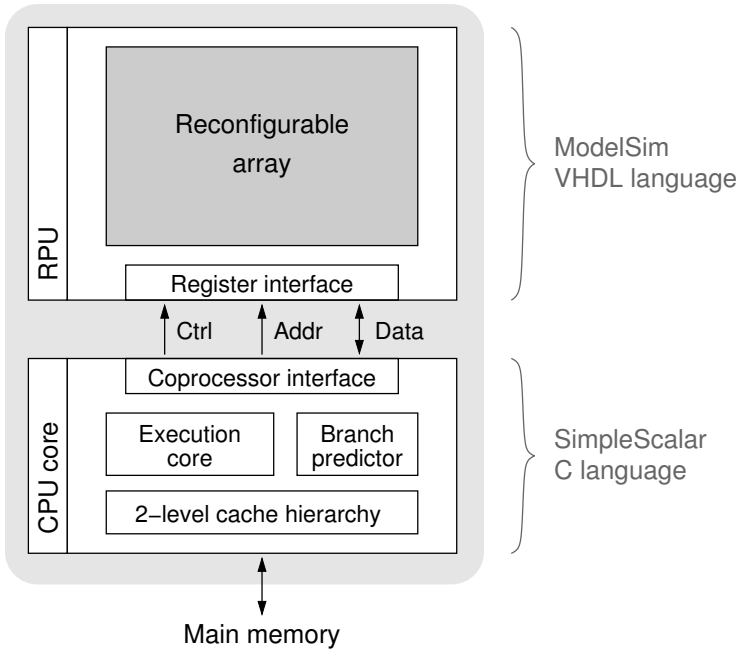 Reconfigurable
array
ModelSim
VHDL language
RPU
Register interface
Ctrl
Addr
Data
Coprocessor interface
Execution
core
Branch
predictor
SimpleScalar
C language
CPU core
2−level cache hierarchy
Main memory